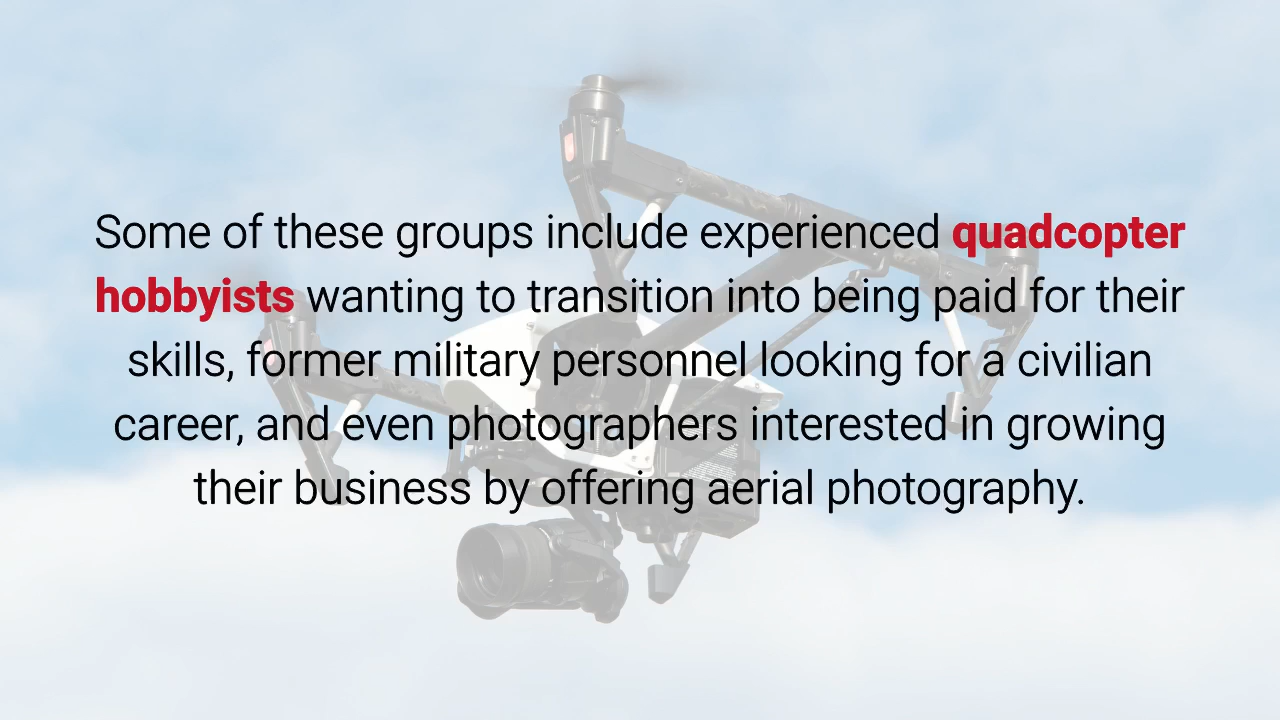 Some of these groups include experienced quadcopter
hobbyists wanting to transition into being paid for their
skills, former military personnel looking for a civilian
career, and even photographers interested in growing
their business by offering aerial photography.